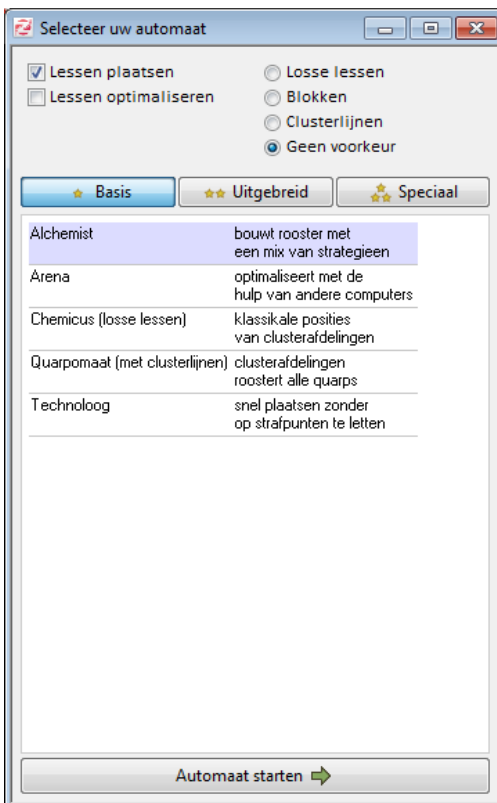 Selecteer uw automaat
Lessen plaatsen
Lessen optimaliseren
Losse lessen
Blokken
Clusterlijnen
Geen voorkeur
Basis
Uitgebreid
Speciaal
Alchemist
bouwt rooster met
een mix van strategieen
Arena
optimaliseert met de
hulp van andere computers
Chemicus (losse lessen)
klassikale posities
van clusterafdelingen
Quarpomaat (met clusterlijnen)
clusterafdelingen
roostert alle quarps
Technoloog
snel plaatsen zonder
op strafpunten te letten
Automaat starten